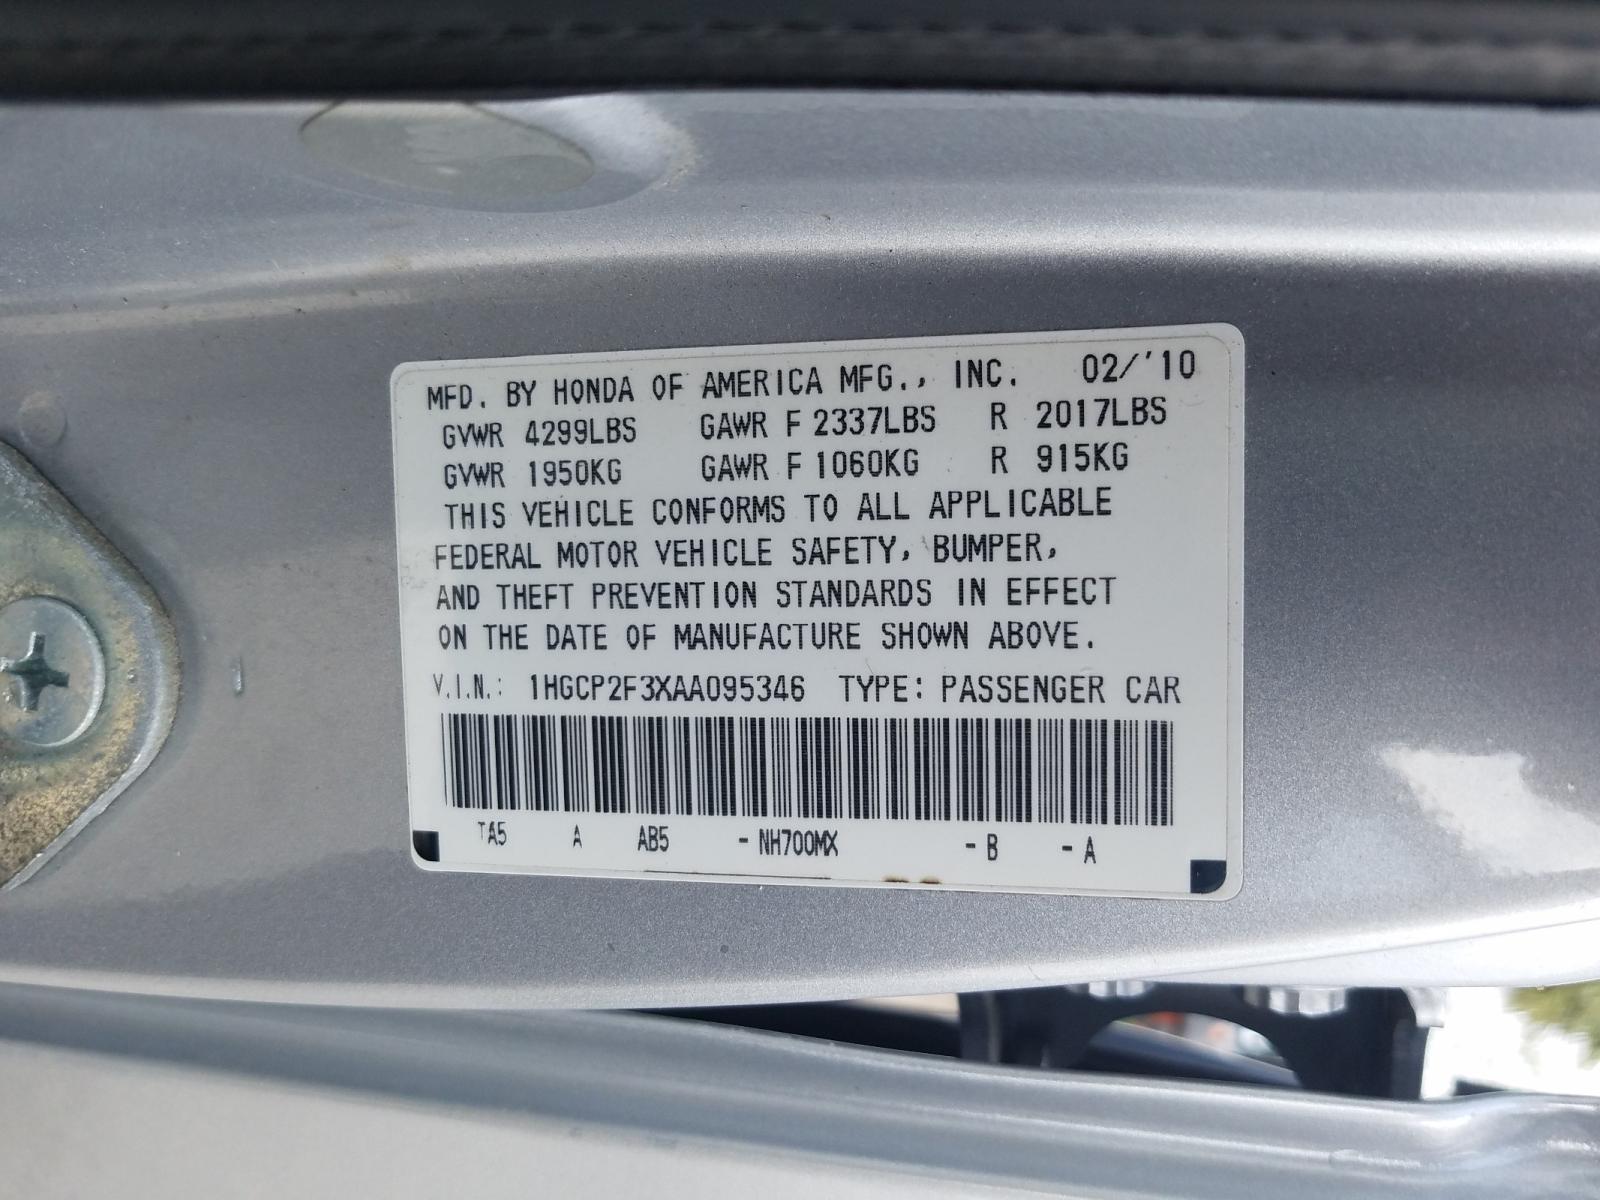 MFD. BY HONDA OF AMERICA MFG., INC. 02/'10
GVWR 4299LBS GAWR F 2337LBS R 2017LBS
GVWR 1950KG GAWR F 1060KG R 915KG
THIS VEHICLE CONFORMS TO ALL APPLICABLE
FEDERAL MOTOR VEHICLE SAFETY, BUMPER,
AND THEFT PREVENTION STANDARDS IN EFFECT
ON THE DATE OF MANUFACTURE SHOWN ABOVE.
V.I.N.: 1HGCP2F3XAA095346 TYPE: PASSENGER CAR
TA5 A AB5 - NH700MX - B - A